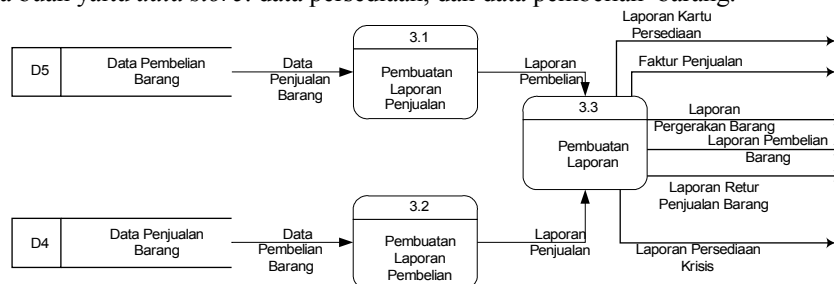 a buah yaitu data store: data persediaan, dan data pembelian barang.
D5
Data Pembelian
Barang
Data
Penjualan
Barang
3.1
Pembuatan
Laporan
Penjualan
Laporan
Pembelian
Laporan Kartu
Persediaan
Faktur Penjualan
3.3
Pembuatan
Laporan
Laporan
Pergerakan Barang
Laporan Pembelian
Barang
Laporan Retur
Penjualan Barang
D4
Data Penjualan
Barang
Data
Pembelian
Barang
3.2
Pembuatan
Laporan
Pembelian
Laporan
Penjualan
Laporan Persediaan
Krisis